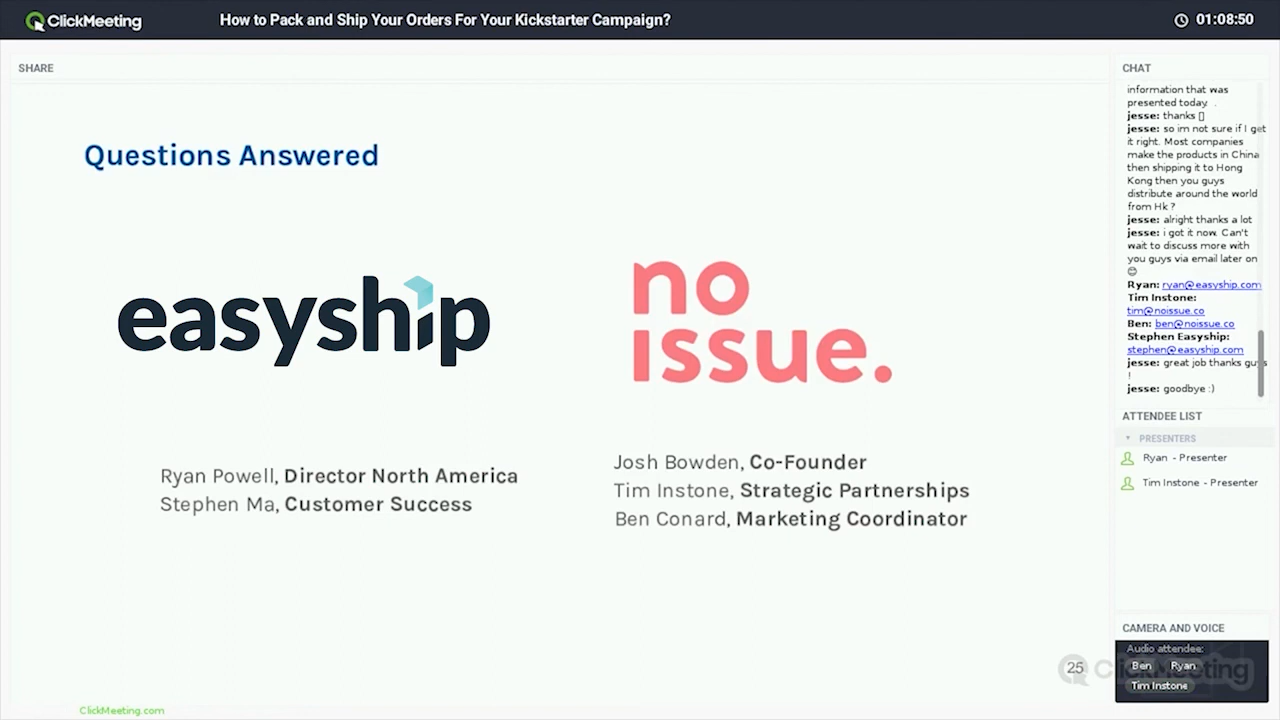 ClickMeeting
How to Pack and Ship Your Orders For Your Kickstarter Campaign?
01:08:50
SHARE
Questions Answered
easyship
no
issue.
Ryan Powell, Director North America
Stephen Ma, Customer Success
Josh Bowden, Co-Founder
Tim Instone, Strategic Partnerships
Ben Conard, Marketing Coordinator
25
ClickMeeting
ClickMeeting.com
CHAT
information that was
presented today .
jesse: thanks
jesse: so im not sure if I get
it right. Most companies
make the products in China
then shipping it to Hong
Kong then you guys
distribute around the world
from Hk ?
jesse: alright thanks a lot
jesse: i got it now. Can't
wait to discuss more with
you guys via email later on
😊
Ryan: ryan@easyship.com
Tim Instone:
tim@noissue.co
Ben: ben@noissue.co
Stephen Easyship:
stephen@easyship.com
jesse: great job thanks guys
!
jesse: goodbye :)
ATTENDEE LIST
PRESENTERS
Ryan - Presenter
Tim Instone - Presenter
CAMERA AND VOICE
Audio attendee:
Ben Ryan
Tim Instone